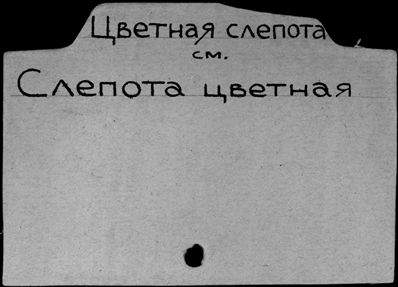 Цветная слепота
см.
Слепота цветная